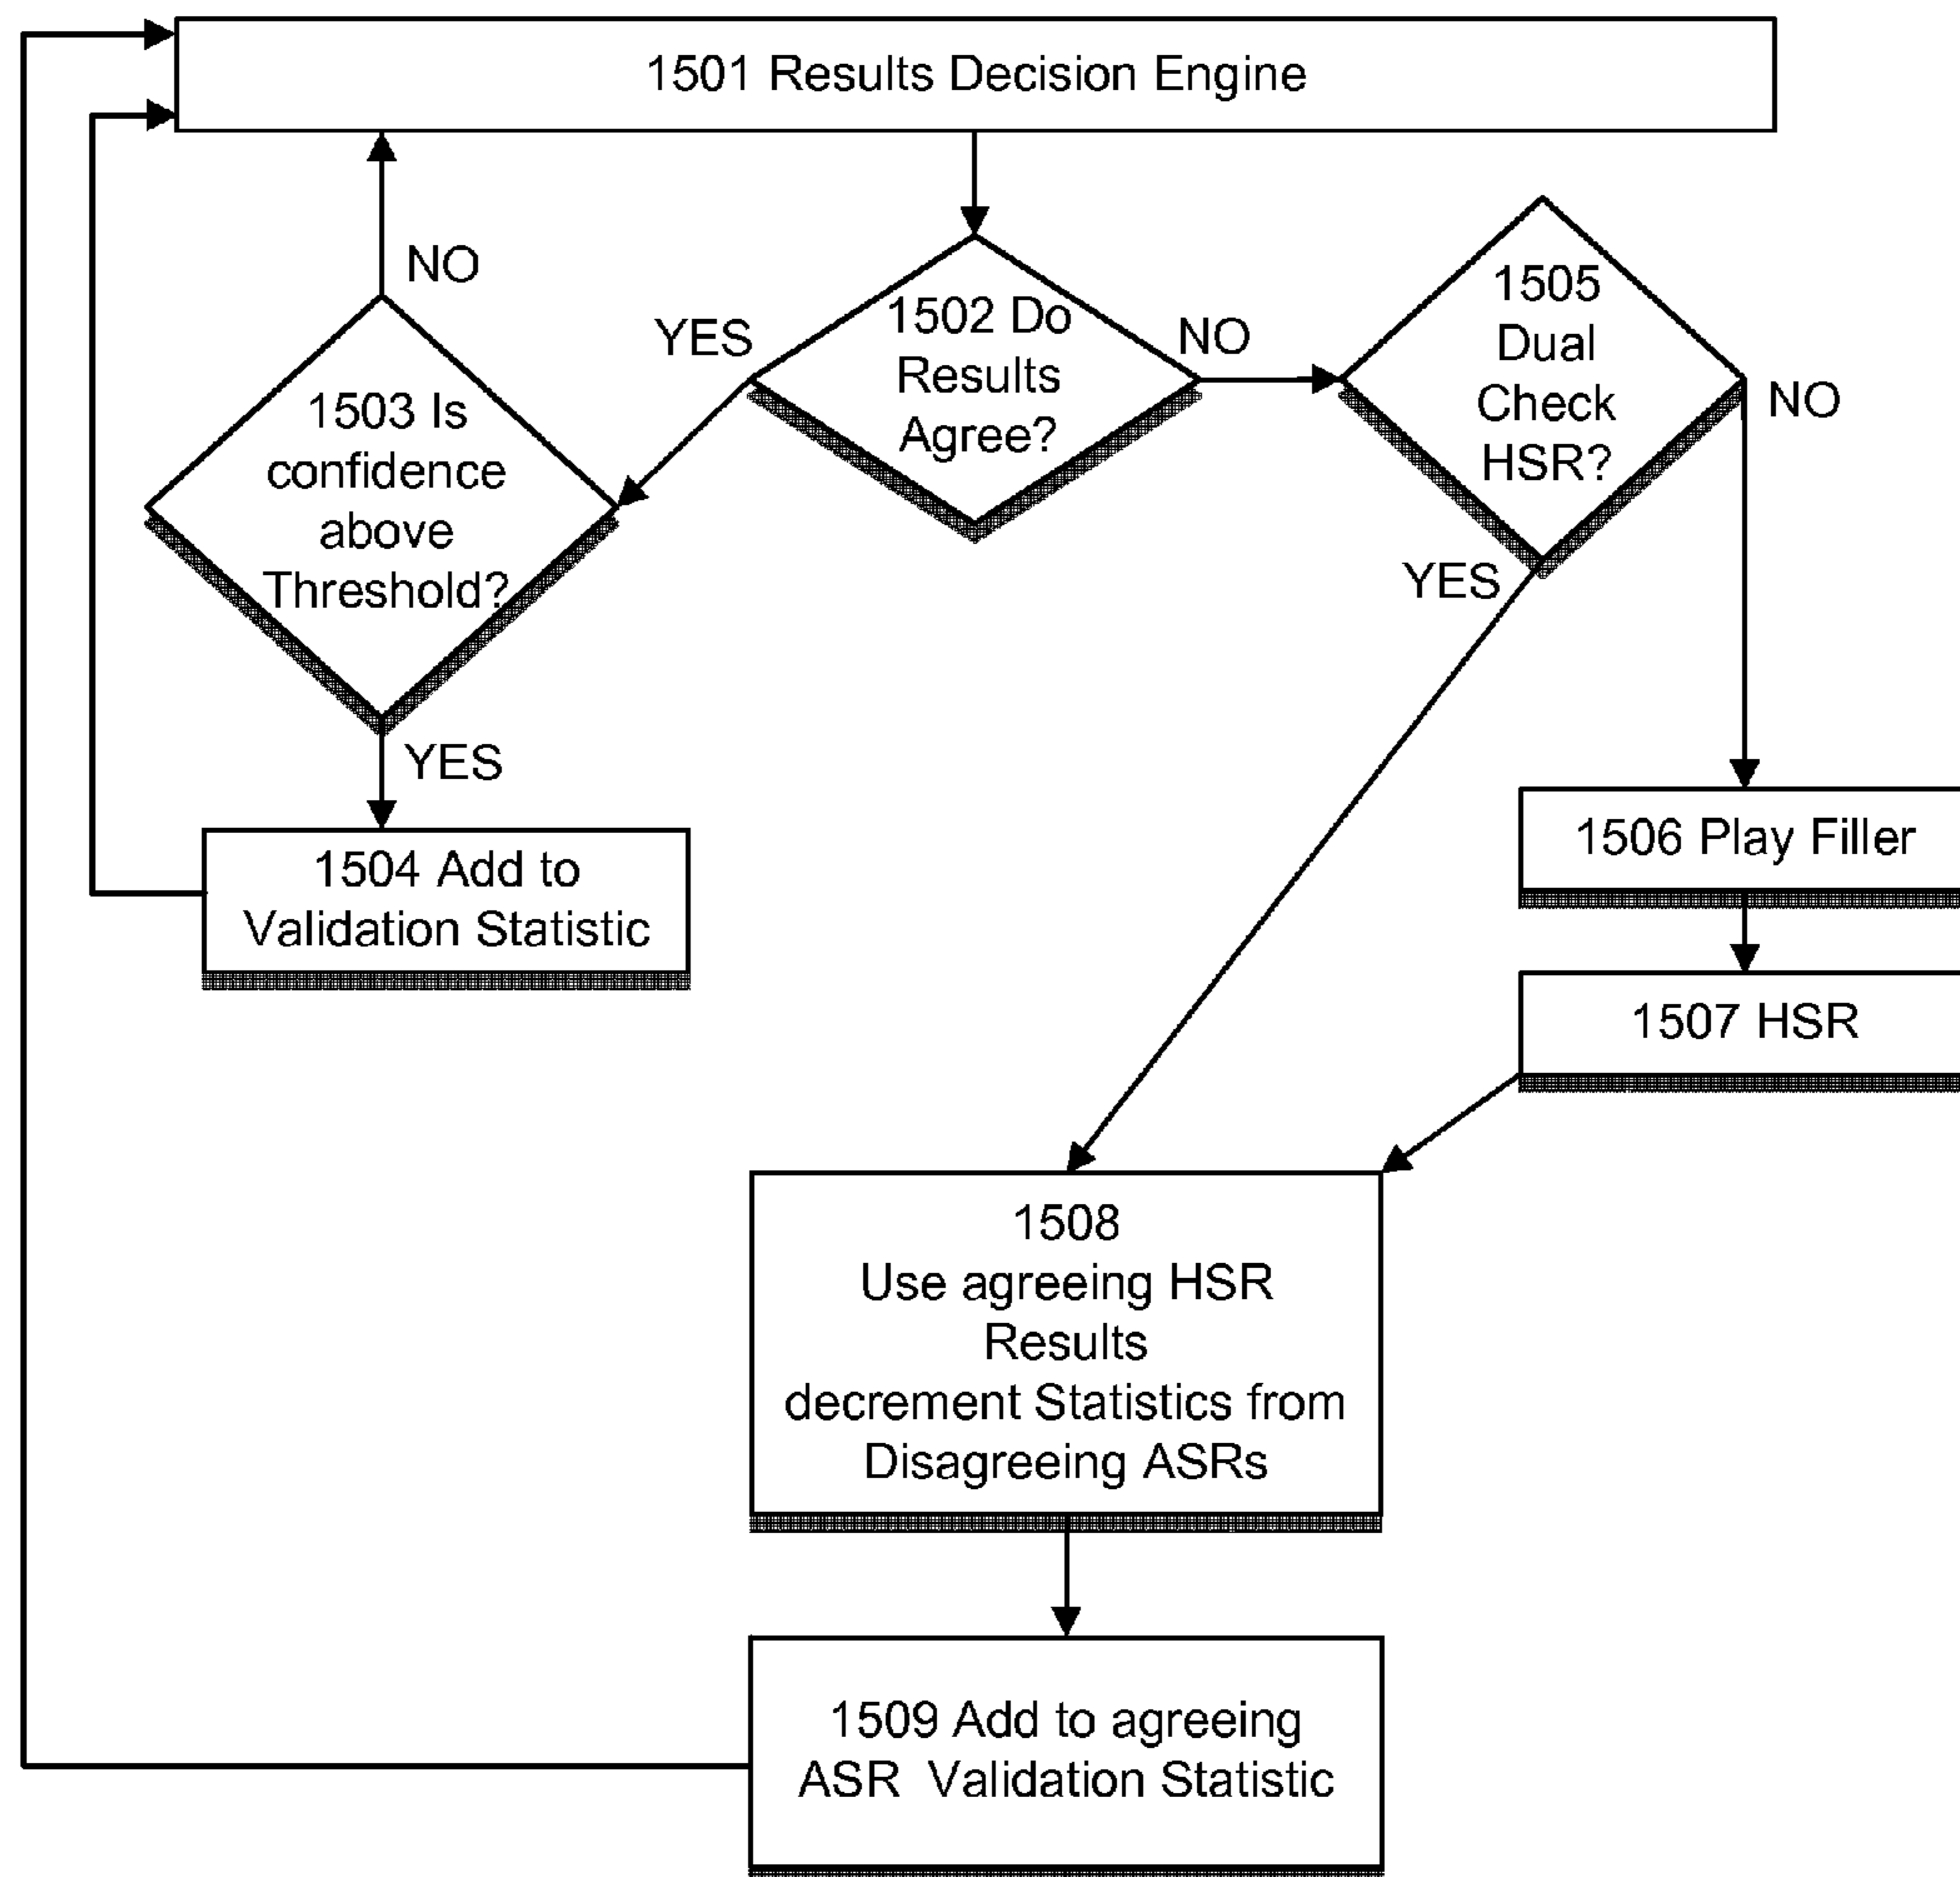 1501 Results Decision Engine
NO
YES
1502 Do
Results
Agree?
NO
1505
Dual
Check
HSR?
NO
YES
1503 Is
confidence
above
Threshold?
YES
1504 Add to
Validation Statistic
1506 Play Filler
1507 HSR
1508
Use agreeing HSR
Results
decrement Statistics from
Disagreeing ASRs
1509 Add to agreeing
ASR Validation Statistic